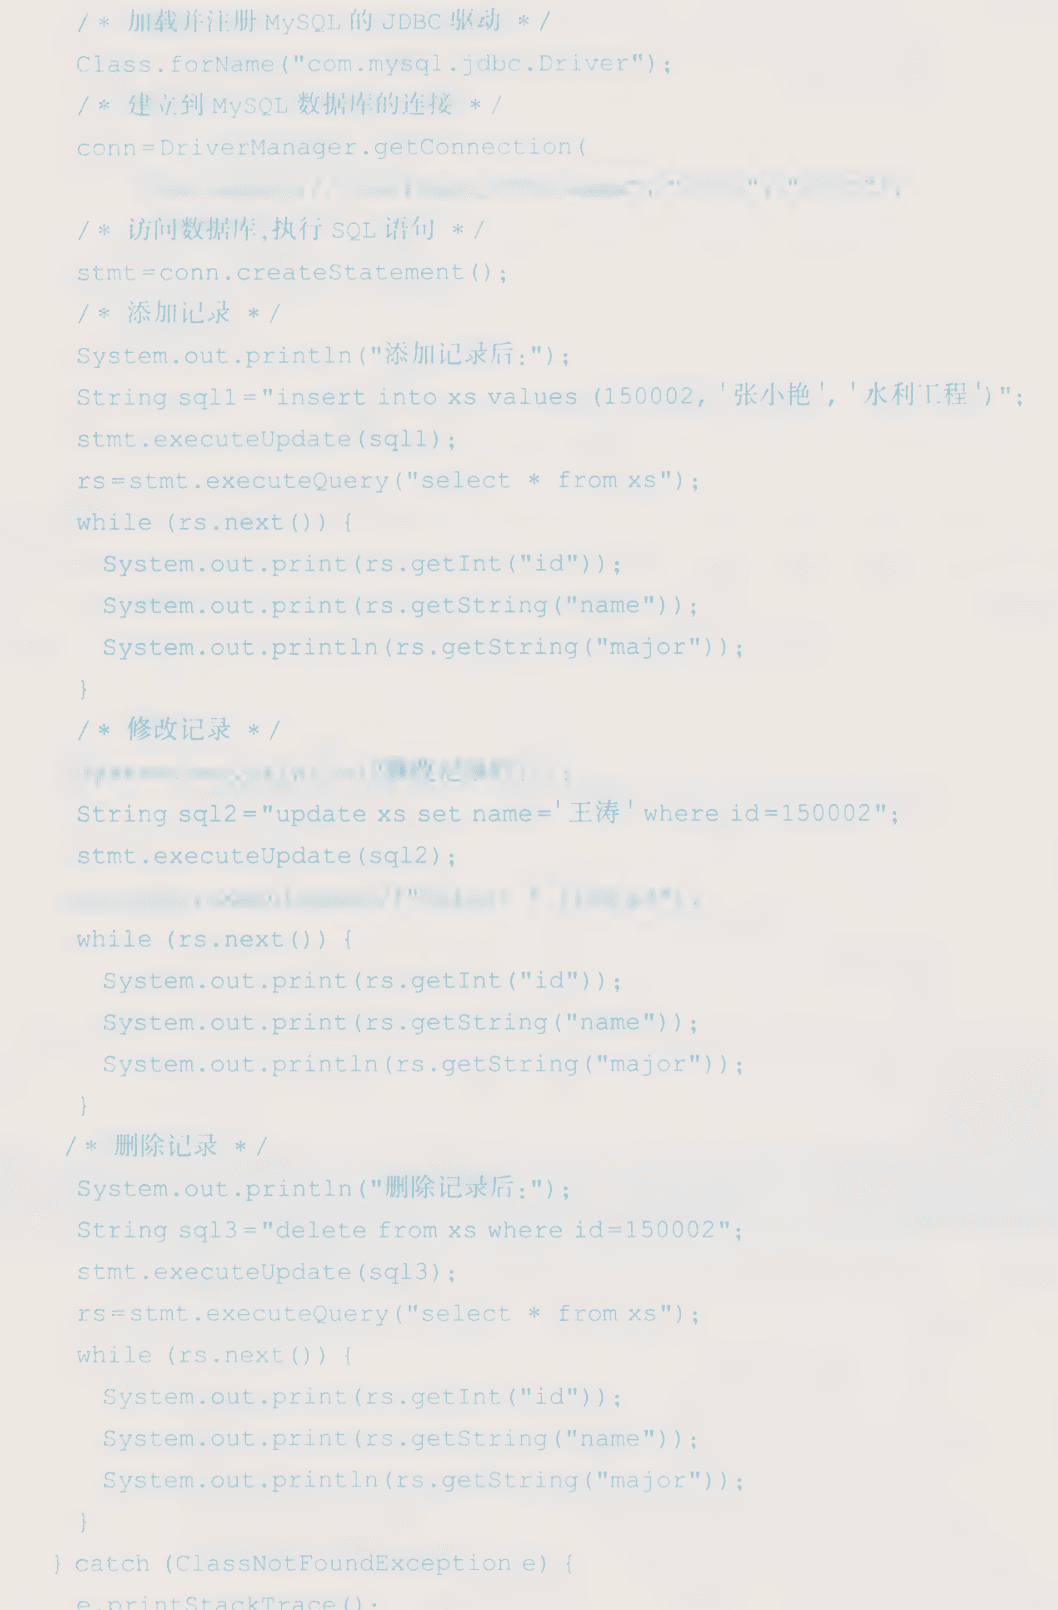 /* 加载并注册 MySQL 的 JDBC 驱动 */
Class.forName("com.mysql.jdbc.Driver");
/* 建立到 MySQL 数据库的连接 */
conn=DriverManager.getConnection(
/* 访问数据库,执行 SQL 语句 */
stmt=conn.createStatement();
/* 添加记录 */
System.out.println("添加记录后:");
String sql1="insert into xs values (150002, '张小艳', '水利工程')";
stmt.executeUpdate(sql1);
rs=stmt.executeQuery("select * from xs");
while (rs.next()) {
System.out.print(rs.getInt("id"));
System.out.print(rs.getString("name"));
System.out.println(rs.getString("major"));
}
/* 修改记录 */
String sql2="update xs set name='王涛' where id=150002";
stmt.executeUpdate(sql2);
while (rs.next()) {
System.out.print(rs.getInt("id"));
System.out.print(rs.getString("name"));
System.out.println(rs.getString("major"));
}
/* 删除记录 */
System.out.println("删除记录后:");
String sql3="delete from xs where id=150002";
stmt.executeUpdate(sql3);
rs=stmt.executeQuery("select * from xs");
while (rs.next()) {
System.out.print(rs.getInt("id"));
System.out.print(rs.getString("name"));
System.out.println(rs.getString("major"));
}
} catch (ClassNotFoundException e) {
e.printStackTrace();